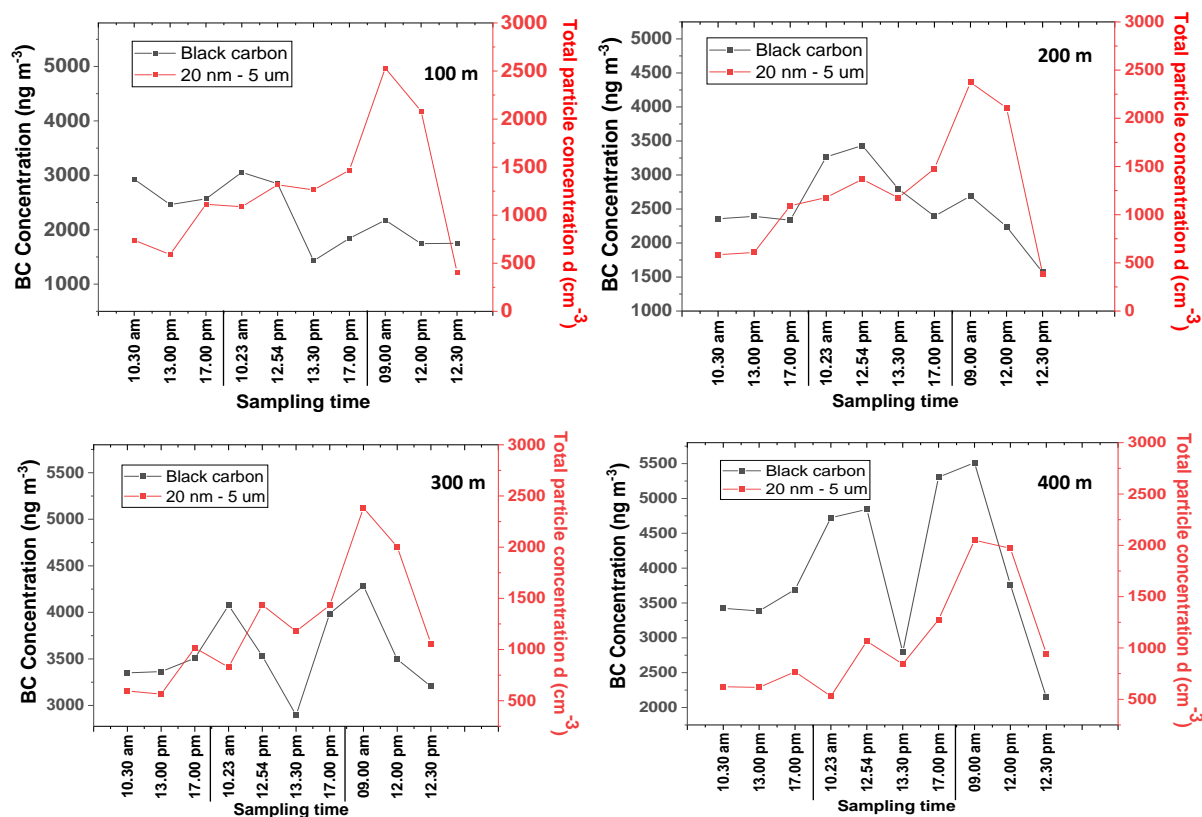 BC Concentration (ng m⁻³)
5000
4000
3000
2000
1000
Black carbon
20 nm - 5 um
100 m
3000
2500
2000
1500
1000
500
0
Total particle concentration d (cm⁻³)
10.30 am
13.00 pm
17.00 pm
10.23 am
12.54 pm
13.30 pm
17.00 pm
09.00 am
12.00 pm
12.30 pm
Sampling time
BC Concentration (ng m⁻³)
5000
4500
4000
3500
3000
2500
2000
1500
1000
Black carbon
20 nm - 5 um
200 m
3000
2500
2000
1500
1000
500
0
Total particle concentration d (cm⁻³)
10.30 am
13.00 pm
17.00 pm
10.23 am
12.54 pm
13.30 pm
17.00 pm
09.00 am
12.00 pm
12.30 pm
Sampling time
BC Concentration (ng m⁻³)
5500
5000
4500
4000
3500
3000
Black carbon
20 nm - 5 um
300 m
3000
2500
2000
1500
1000
500
Total particle concentration d (cm⁻³)
10.30 am
13.00 pm
17.00 pm
10.23 am
12.54 pm
13.30 pm
17.00 pm
09.00 am
12.00 pm
12.30 pm
Sampling time
BC Concentration (ng m⁻³)
5500
5000
4500
4000
3500
3000
2500
2000
Black carbon
20 nm - 5 um
400 m
3000
2500
2000
1500
1000
500
Total particle concentration d (cm⁻³)
10.30 am
13.00 pm
17.00 pm
10.23 am
12.54 pm
13.30 pm
17.00 pm
09.00 am
12.00 pm
12.30 pm
Sampling time